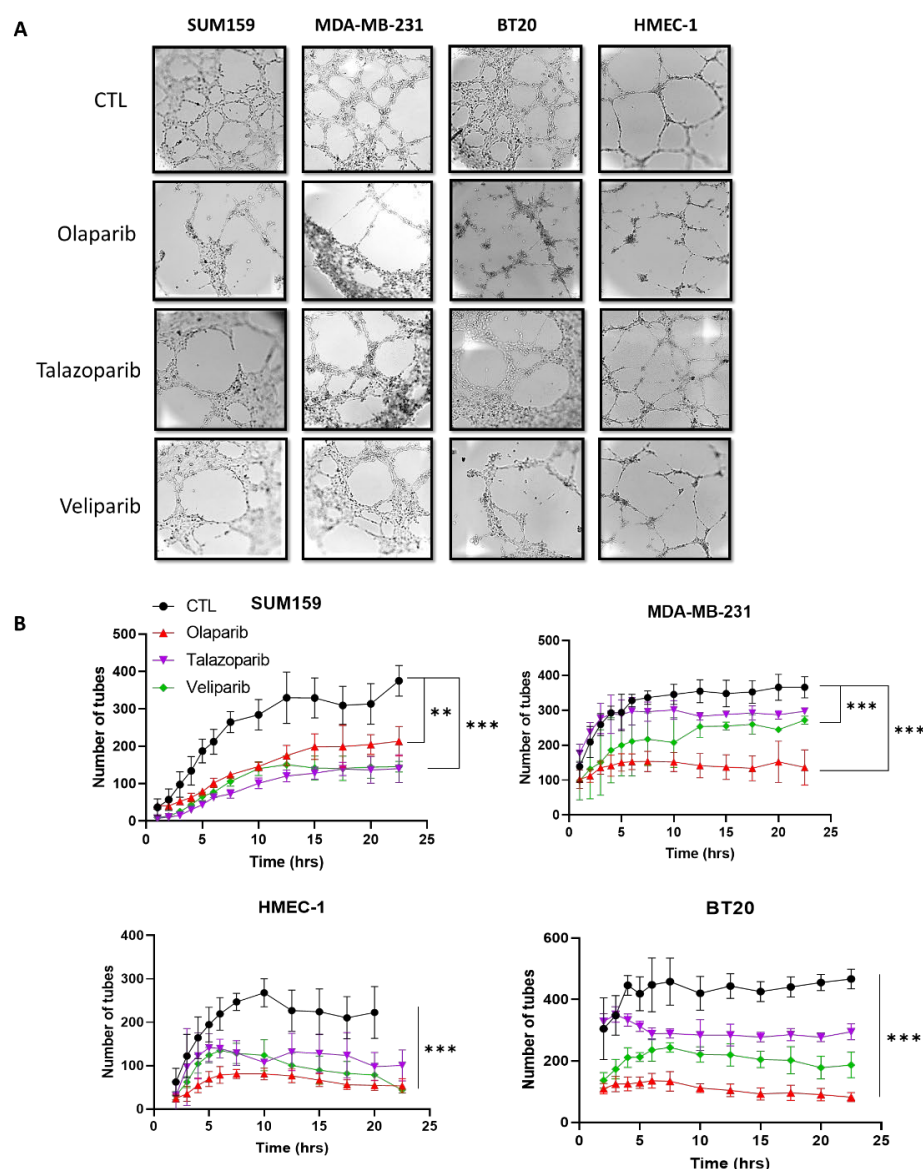 A
SUM159 MDA-MB-231 BT20 HMEC-1
CTL
Olaparib
Talazoparib
Veliparib
B
SUM159
CTL
Olaparib
Talazoparib
Veliparib
500
400
300
200
100
0
Number of tubes
0 5 10 15 20 25
Time (hrs)
**
***
MDA-MB-231
500
400
300
200
100
0
Number of tubes
0 5 10 15 20 25
Time (hrs)
***
***
HMEC-1
400
300
200
100
0
Number of tubes
0 5 10 15 20 25
Time (hrs)
***
BT20
600
400
200
0
Number of tubes
0 5 10 15 20 25
Time (hrs)
***